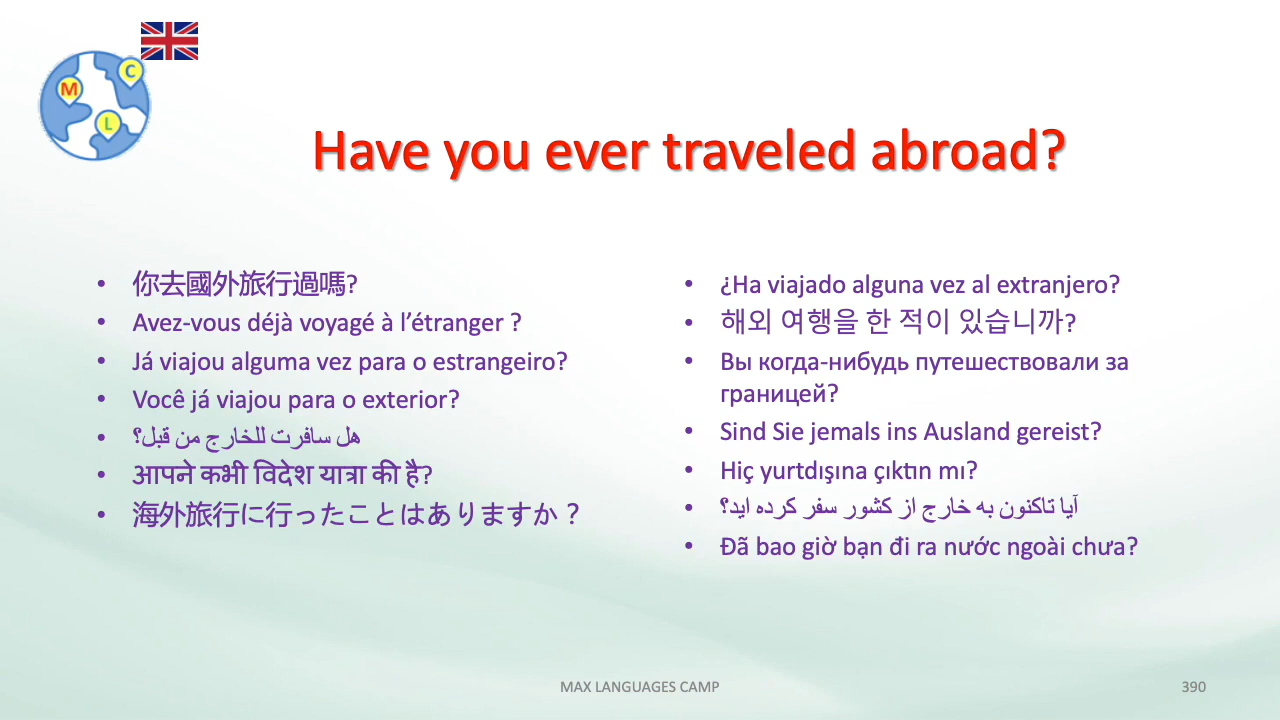 C
M
L
Have you ever traveled abroad?
• 你去國外旅行過嗎?
• Avez-vous déjà voyagé à l’étranger ?
• Já viajou alguma vez para o estrangeiro?
• Você já viajou para o exterior?
• هل سافرت للخارج من قبل؟
• आपने कभी विदेश यात्रा की है?
• 海外旅行に行ったことはありますか？
• ¿Ha viajado alguna vez al extranjero?
• 해외 여행을 한 적이 있습니까?
• Вы когда-нибудь путешествовали за
границей?
• Sind Sie jemals ins Ausland gereist?
• Hiç yurtdışına çıktın mı?
• آیا تاکنون به خارج از کشور سفر کرده اید؟
• Đã bao giờ bạn đi ra nước ngoài chưa?
MAX LANGUAGES CAMP
390